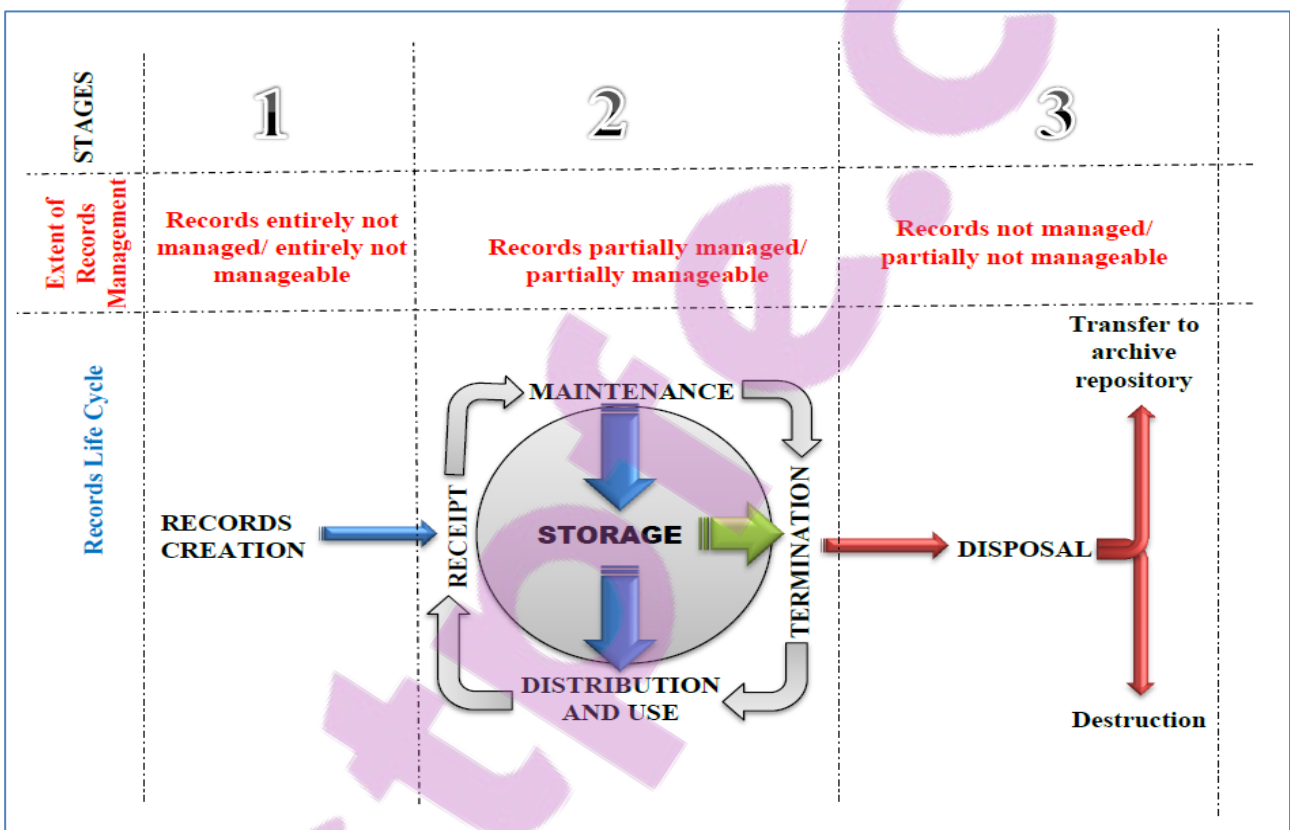 STAGES
1
2
3
Extent of
Records
Management
Records entirely not
managed/ entirely not
manageable
Records partially managed/
partially manageable
Records not managed/
partially not manageable
Records Life Cycle
RECORDS
CREATION
RECEIPT
MAINTENANCE
STORAGE
TERMINATION
DISTRIBUTION
AND USE
DISPOSAL
Transfer to
archive
repository
Destruction